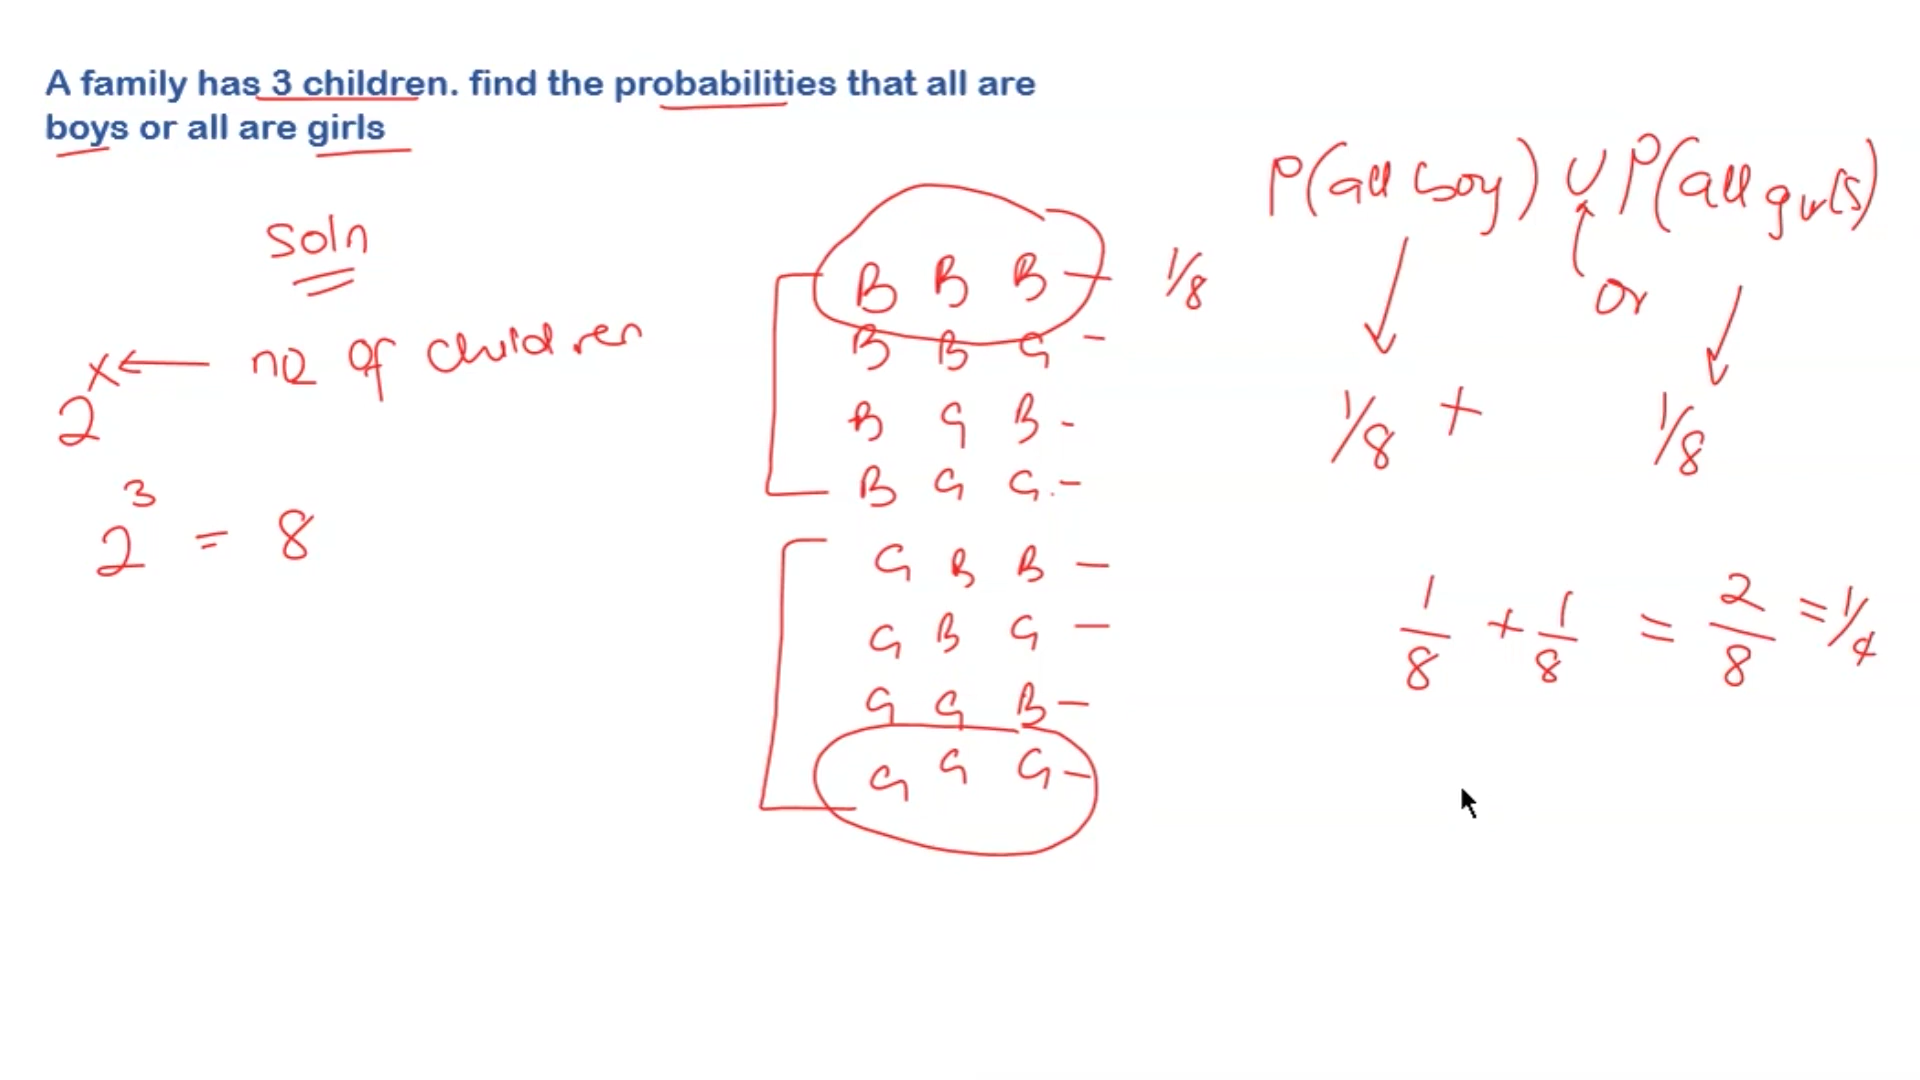 A family has 3 children. find the probabilities that all are
boys or all are girls
soln
2^x ← no of children
2^3 = 8
B B B – 1/8
B B G –
B G B –
B G G –
G B B –
G B G –
G G B –
G G G –
P(all boy) ∪ P(all girls)
or
1/8 + 1/8
1/8 + 1/8 = 2/8 = 1/4